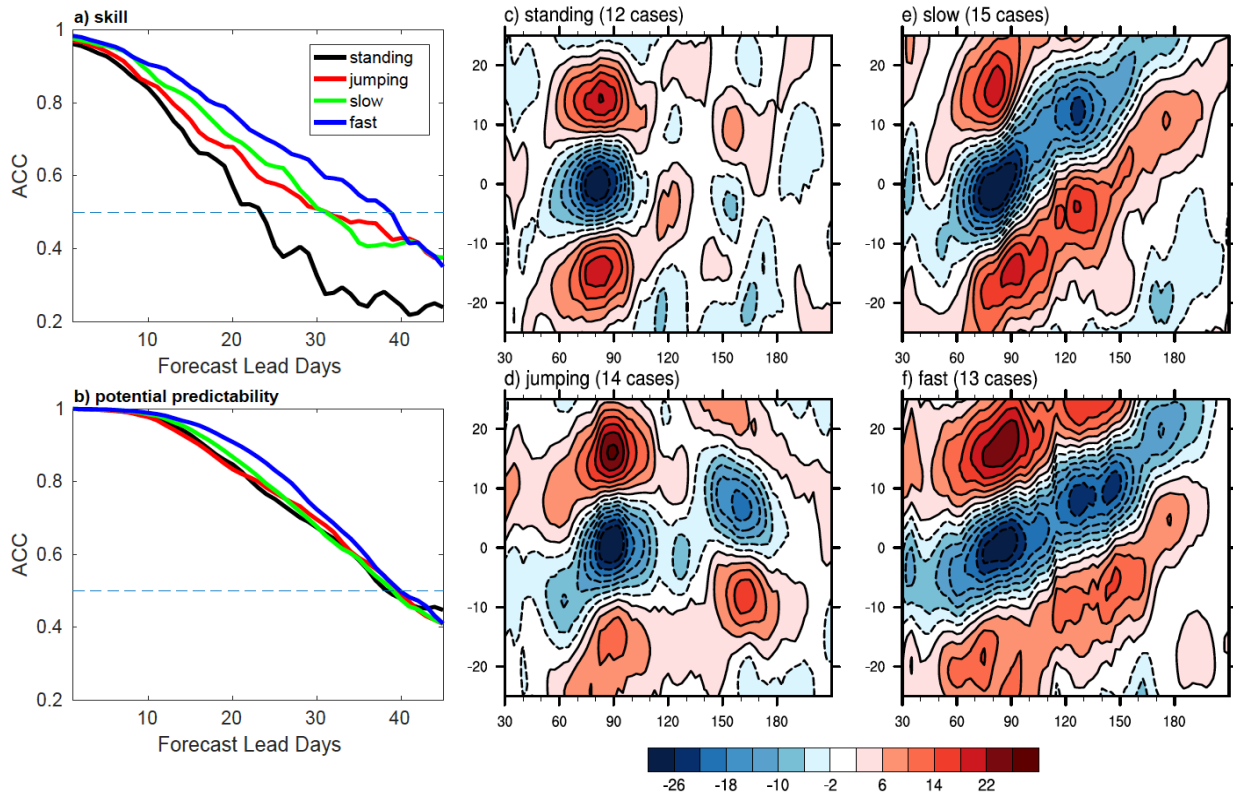 a) skill
1
0.8
0.6
0.4
0.2
ACC
standing
jumping
slow
fast
10 20 30 40
Forecast Lead Days
b) potential predictability
1
0.8
0.6
0.4
0.2
ACC
10 20 30 40
Forecast Lead Days
c) standing (12 cases)
20
10
0
-10
-20
30 60 90 120 150 180
d) jumping (14 cases)
20
10
0
-10
-20
30 60 90 120 150 180
e) slow (15 cases)
20
10
0
-10
-20
30 60 90 120 150 180
f) fast (13 cases)
20
10
0
-10
-20
30 60 90 120 150 180
-26 -18 -10 -2 6 14 22